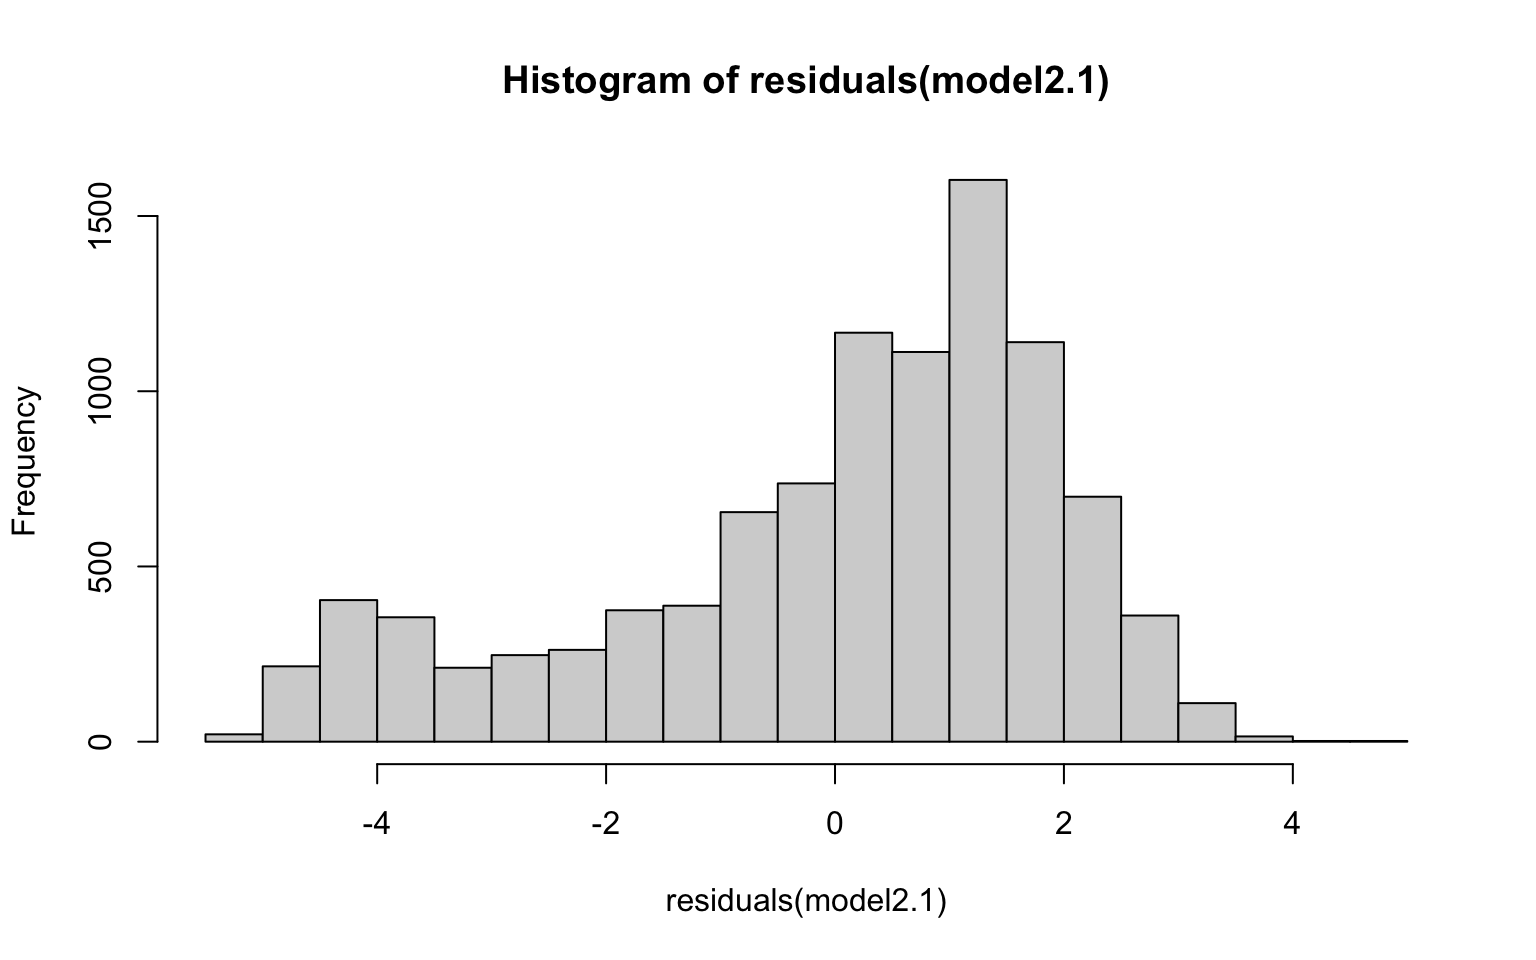 Histogram of residuals(model2.1)
Frequency
1500
1000
500
0
-4 -2 0 2 4
residuals(model2.1)